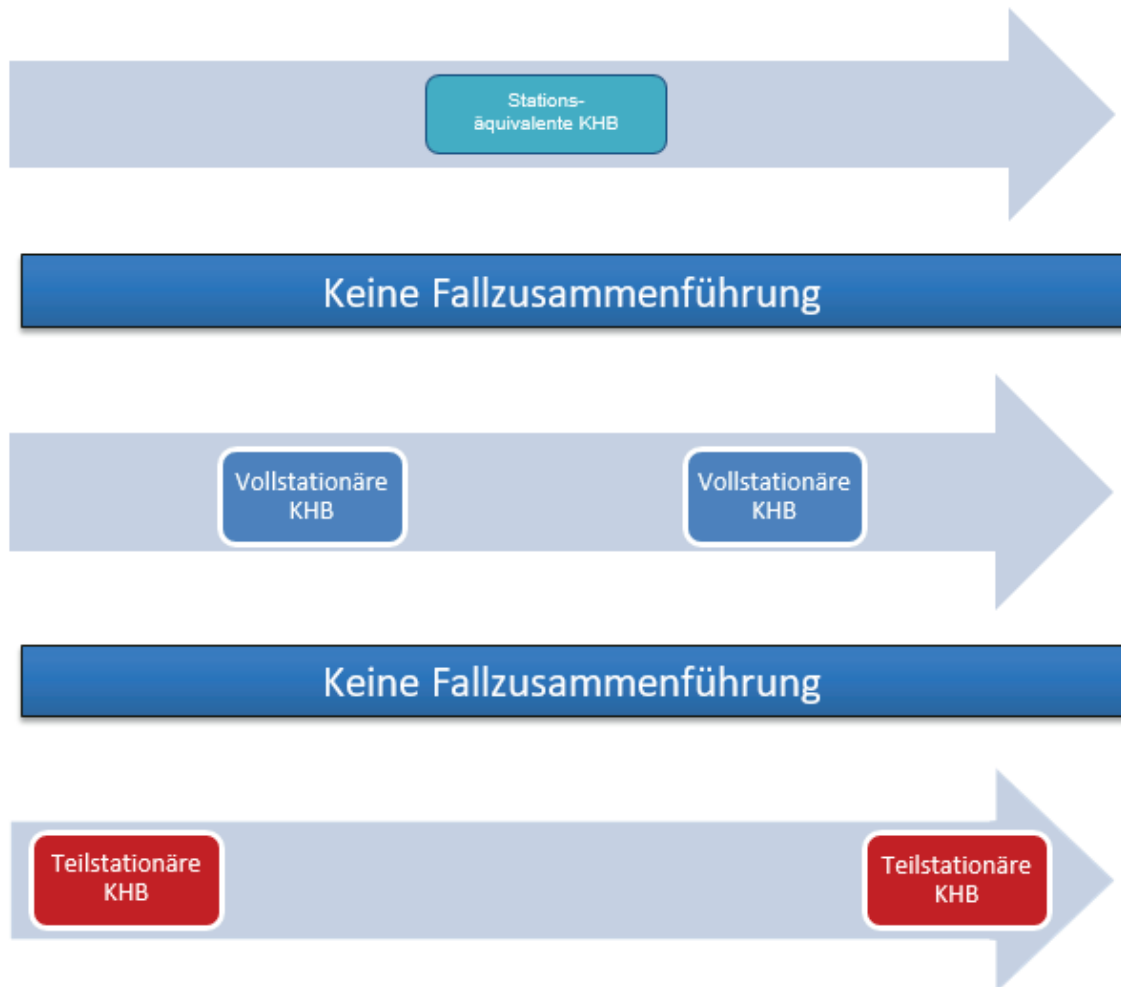 Stations-
äquivalente KHB
Keine Fallzusammenführung
Vollstationäre
KHB
Vollstationäre
KHB
Keine Fallzusammenführung
Teilstationäre
KHB
Teilstationäre
KHB